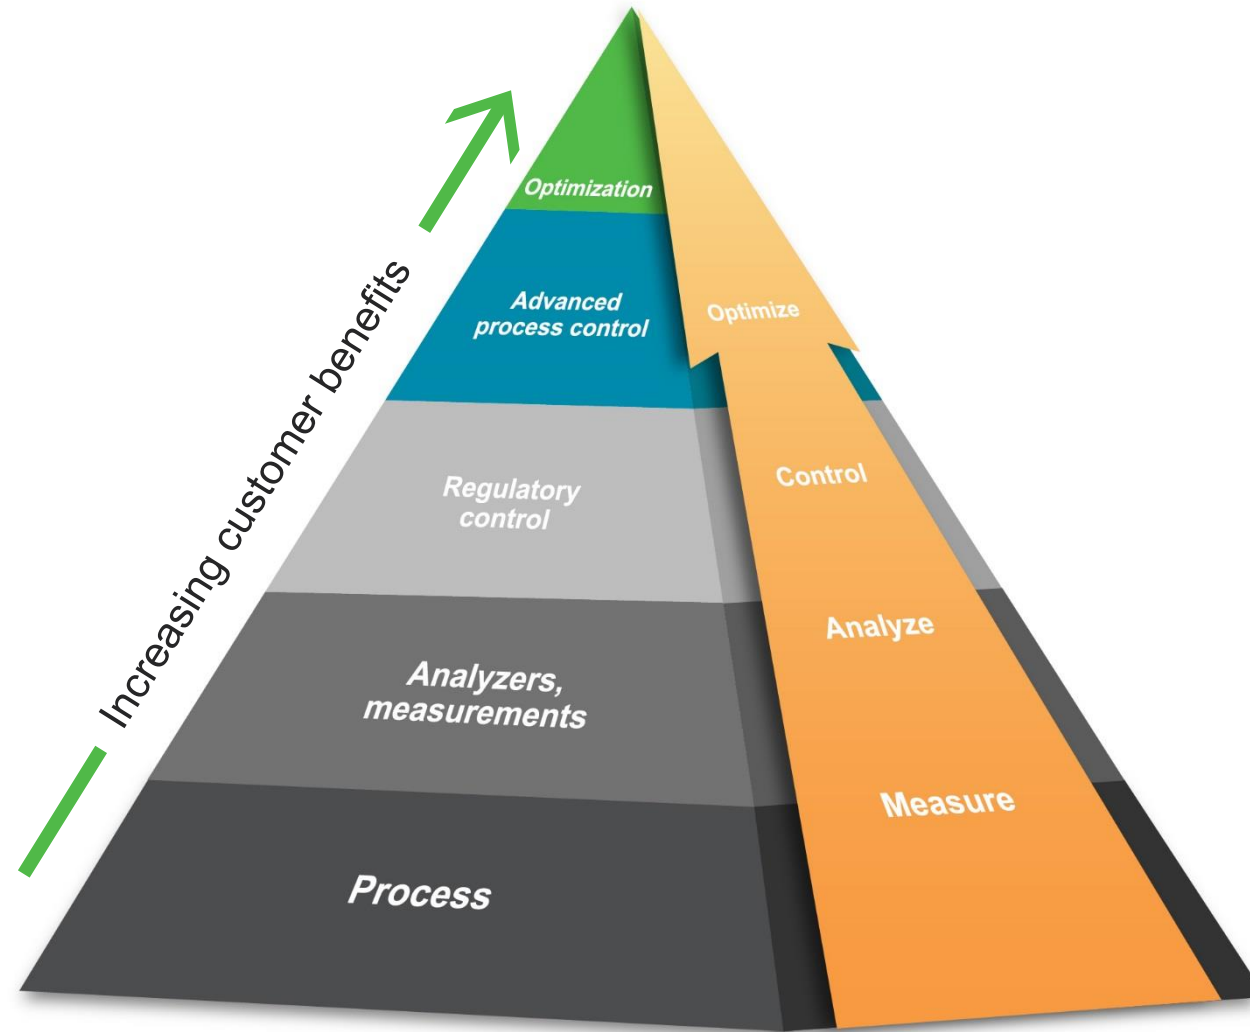 Increasing customer benefits
Optimization
Advanced
process control
Regulatory
control
Analyzers,
measurements
Process
Optimize
Control
Analyze
Measure